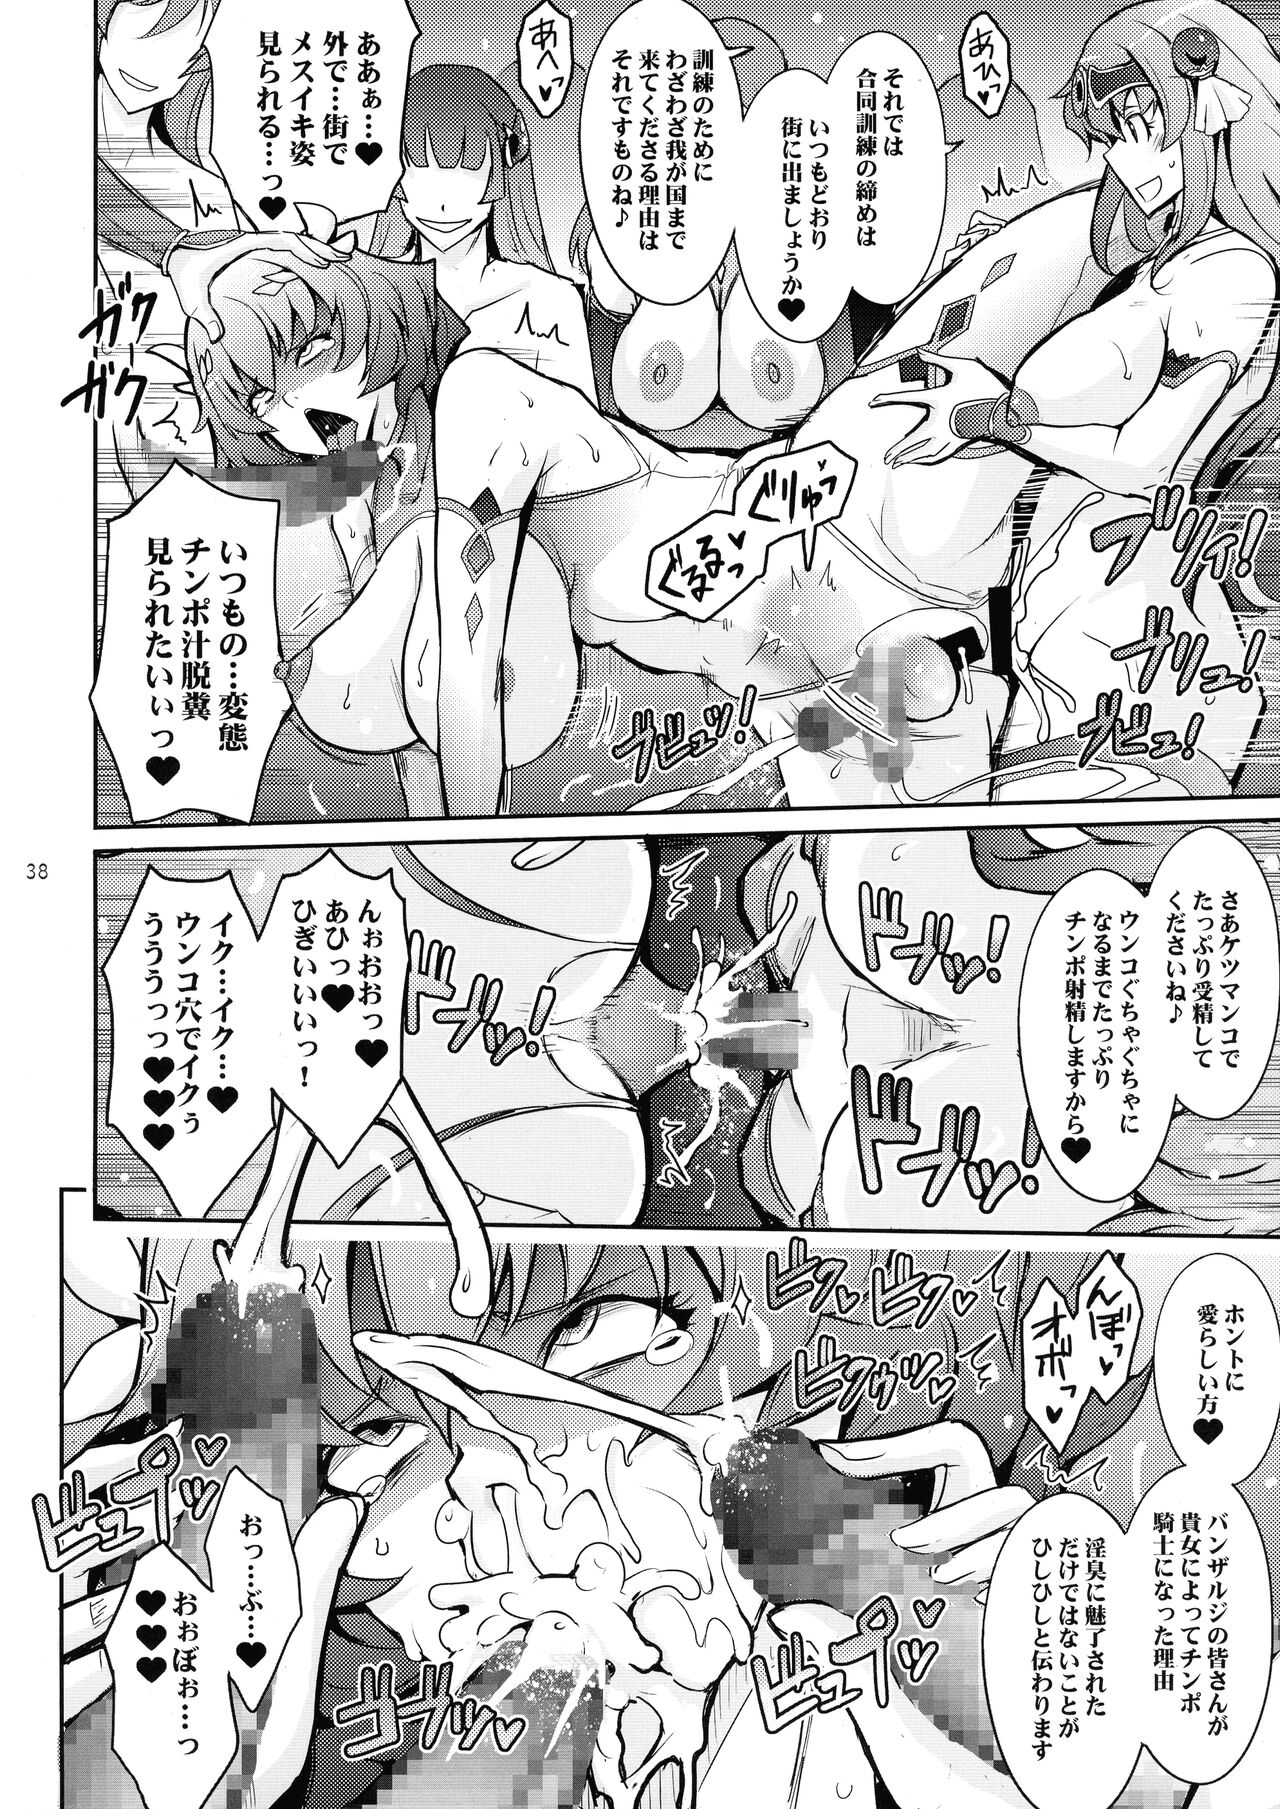 それでは
合同訓練の締めは
いつもどおり
街に出ましょうか♥
訓練のために
わざわざ我が国まで
来てくださる理由は
それですものね♪
あひっ♥
あへっ♥
ああぁ…♥
外で…街で
メスイキ姿
見られる…っ
♥
ガクッ
ガクッ
いつもの…変態
チンポ汁脱糞
見られたいぃっ
♥
ぐりゅっ
ぐるるっ♥
ブリィ!
ブリュ!
ブビュ!
ブビュッ!
38
さあケツマンコで
たっぷり受精して
くださいね♪
ウンコぐちゃぐちゃに
なるまでたっぷり
チンポ射精しますから♥
ドブッ!
ドブッ!
ドブッ!
ドブッ!
んぉおおっ
あひっ♥
ひぎいいいっ!
イク…イク…♥
ウンコ穴でイクぅ
うううっっ♥♥♥
ホントに
愛らしい方♥
バンザルジの皆さんが
貴女によってチンポ
騎士になった理由
淫臭に魅了された
だけではないことが
ひしひしと伝わります
んぼっ♥
オボっ♥
ビクッ♥
ビクッ♥
ビクゥッ♥
ビュプッ♥
ビュプッ♥
ゴブッ♥
おっ…ぶ…♥
おぉぼぉ…っ
♥♥♥